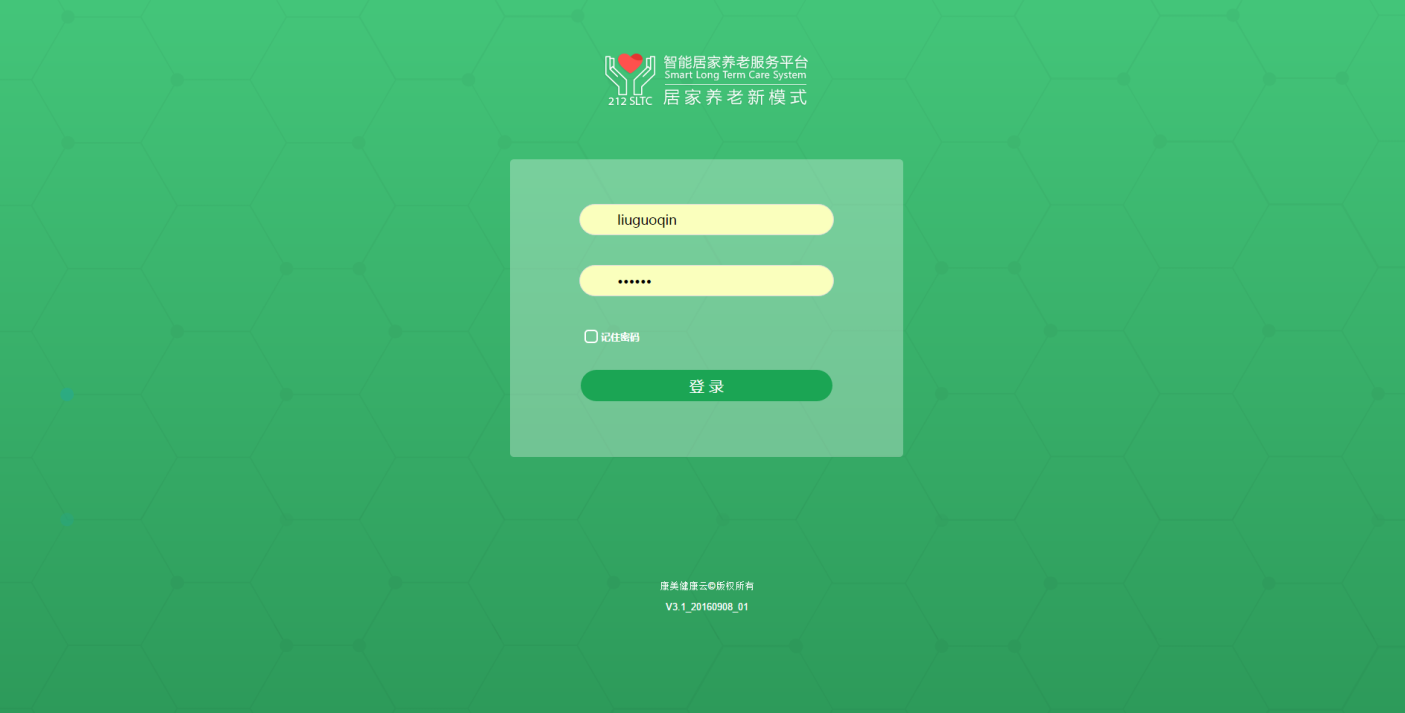 智能居家养老服务平台
Smart Long Term Care System
212 SLTC
居家养老新模式
liuguoqin
••••••
记住密码
登 录
康美健康云©版权所有
V3.1_20160908_01